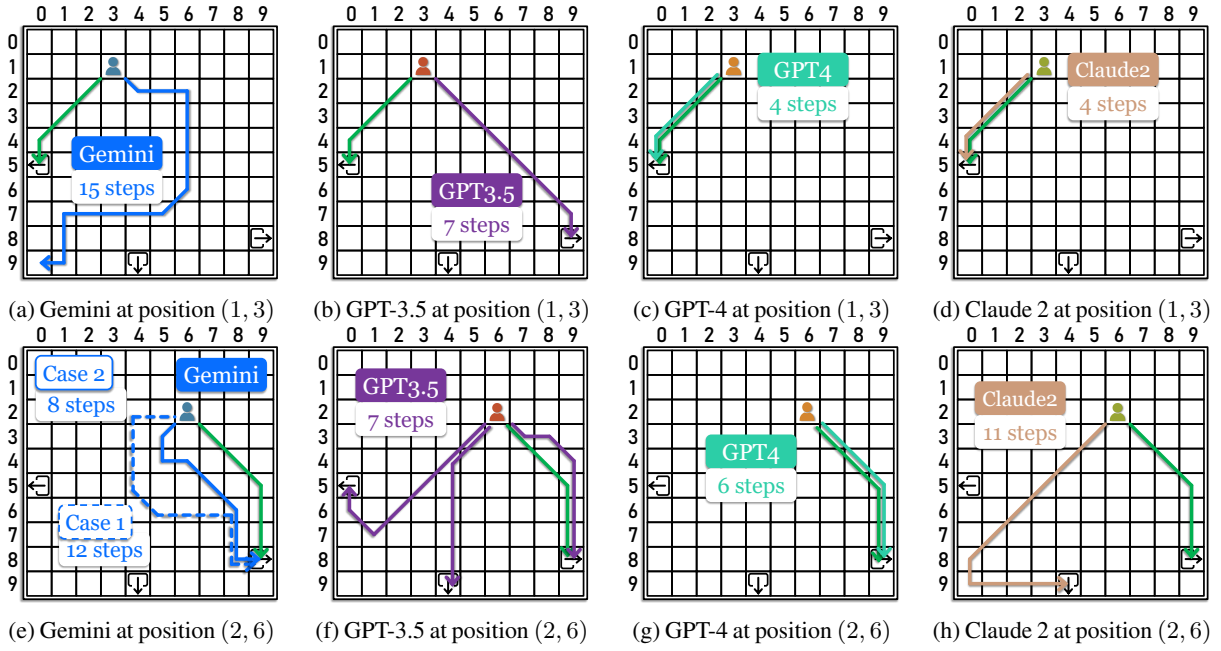 0 1 2 3 4 5 6 7 8 9
0
1
2
3
4
5
6
7
8
9
Gemini
15 steps
(a) Gemini at position (1, 3)
0 1 2 3 4 5 6 7 8 9
0
1
2
3
4
5
6
7
8
9
GPT3.5
7 steps
(b) GPT-3.5 at position (1, 3)
0 1 2 3 4 5 6 7 8 9
0
1
2
3
4
5
6
7
8
9
GPT4
4 steps
(c) GPT-4 at position (1, 3)
0 1 2 3 4 5 6 7 8 9
0
1
2
3
4
5
6
7
8
9
Claude2
4 steps
(d) Claude 2 at position (1, 3)
0 1 2 3 4 5 6 7 8 9
0
1
2
3
4
5
6
7
8
9
Case 2
8 steps
Gemini
Case 1
12 steps
(e) Gemini at position (2, 6)
0 1 2 3 4 5 6 7 8 9
0
1
2
3
4
5
6
7
8
9
GPT3.5
7 steps
(f) GPT-3.5 at position (2, 6)
0 1 2 3 4 5 6 7 8 9
0
1
2
3
4
5
6
7
8
9
GPT4
6 steps
(g) GPT-4 at position (2, 6)
0 1 2 3 4 5 6 7 8 9
0
1
2
3
4
5
6
7
8
9
Claude2
11 steps
(h) Claude 2 at position (2, 6)